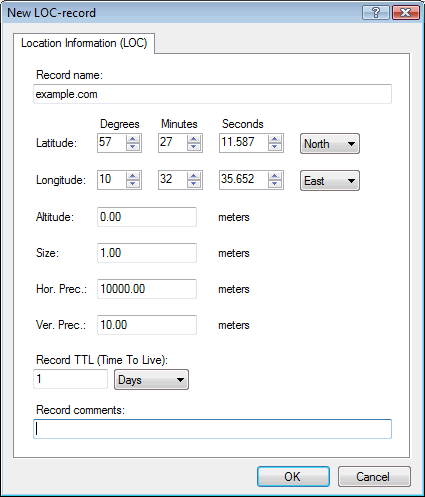 New LOC-record
Location Information (LOC)
Record name:
example.com
Degrees Minutes Seconds
Latitude: 57 27 11.587 North
Longitude: 10 32 35.652 East
Altitude: 0.00 meters
Size: 1.00 meters
Hor. Prec.: 10000.00 meters
Ver. Prec.: 10.00 meters
Record TTL (Time To Live):
1 Days
Record comments:
OK Cancel